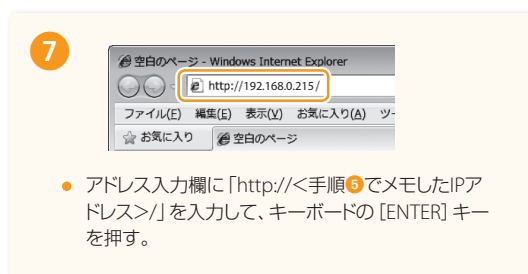 7
空白のページ - Windows Internet Explorer
http://192.168.0.215/
ファイル(F) 編集(E) 表示(V) お気に入り(A) ツー
お気に入り 空白のページ
● アドレス入力欄に「http://<手順5でメモしたIPア
ドレス>/」を入力して、キーボードの［ENTER］キー
を押す。